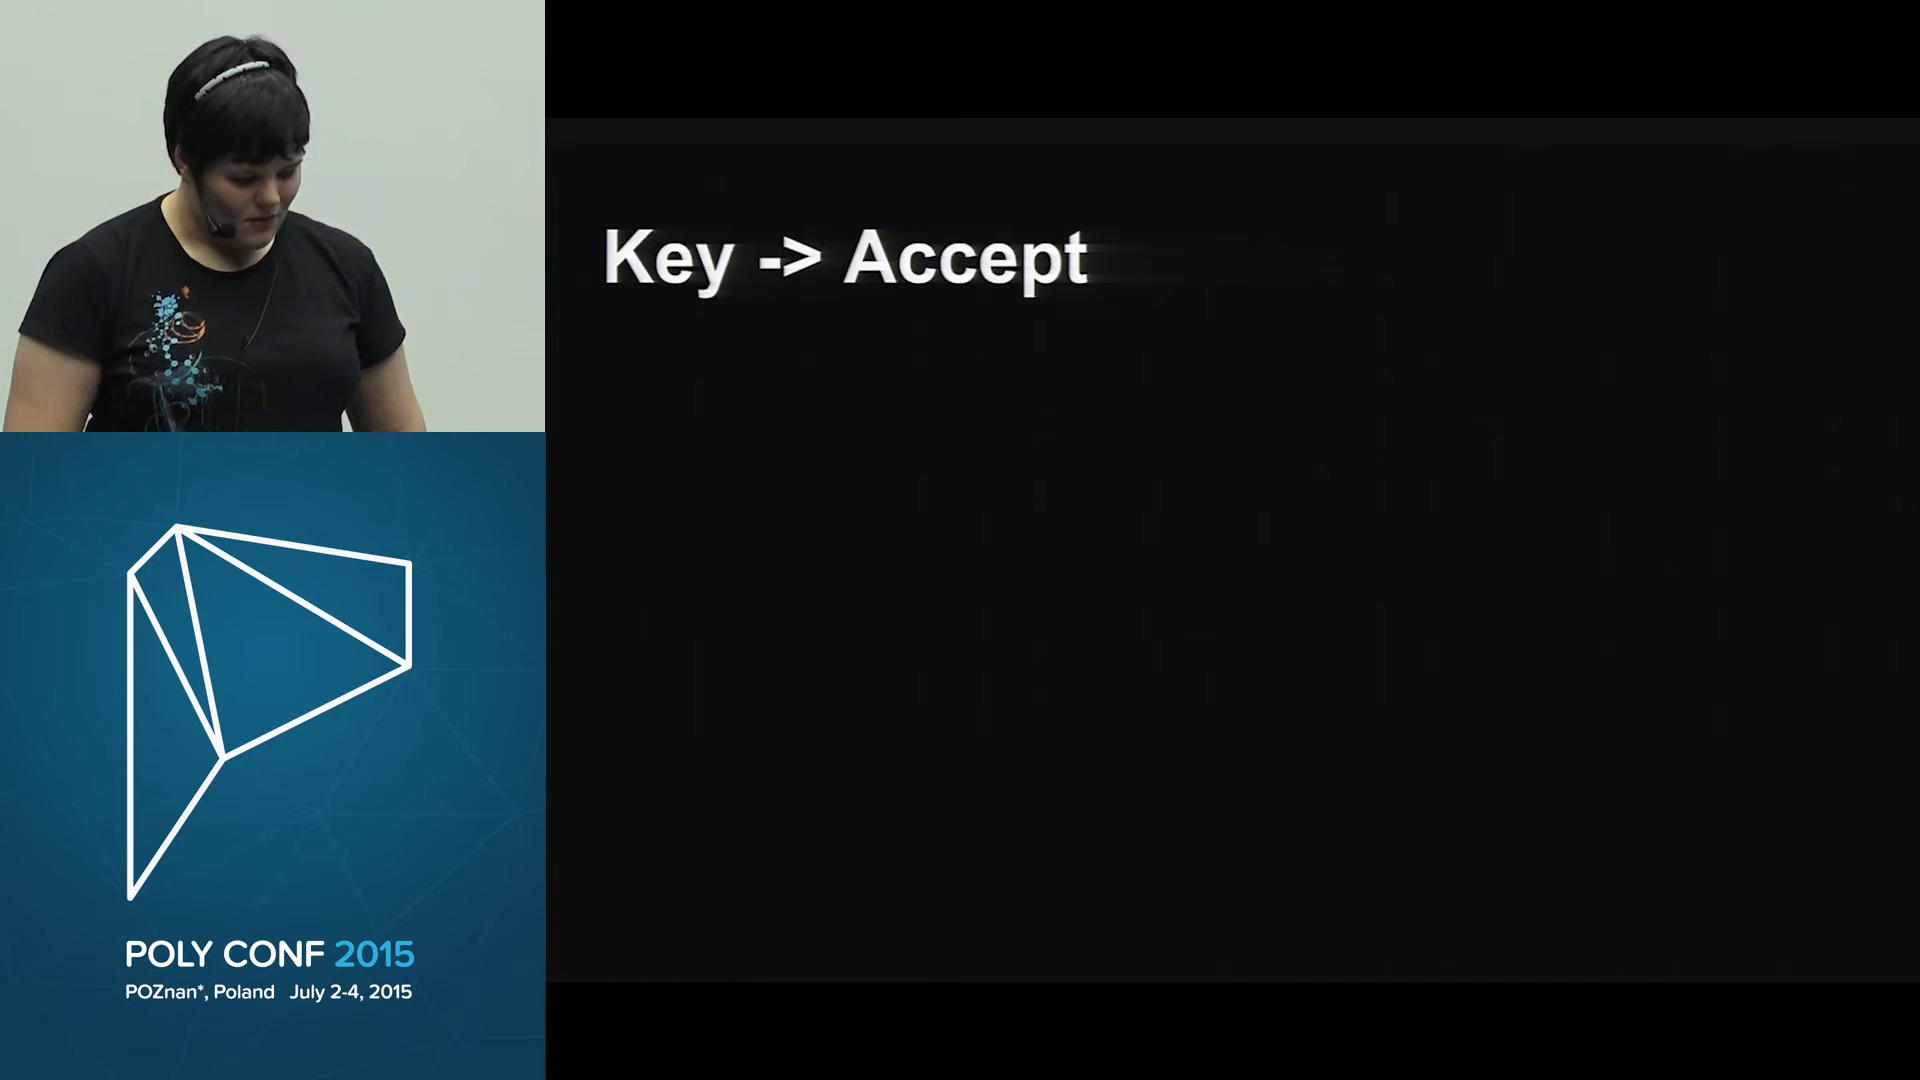 Key -> Accept
POLY CONF 2015
POZnan*, Poland July 2-4, 2015